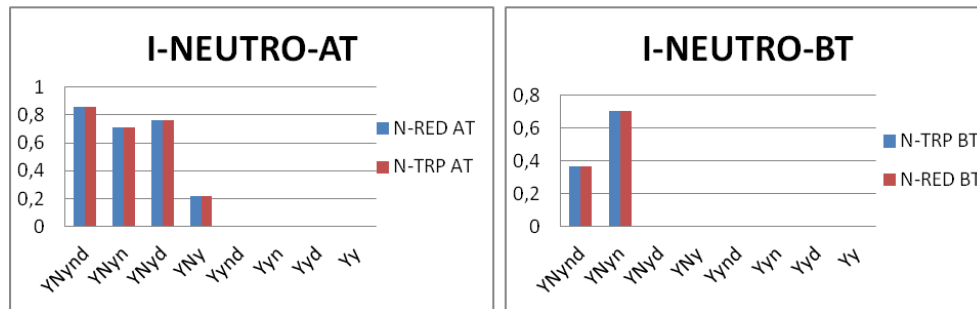 I-NEUTRO-AT
1
0,8
0,6
0,4
0,2
0
YNynd
YNyn
YNyd
YNy
Yynd
Yyn
Yyd
Yy
N-RED AT
N-TRP AT
I-NEUTRO-BT
0,8
0,6
0,4
0,2
0
YNynd
YNyn
YNyd
YNy
Yynd
Yyn
Yyd
Yy
N-TRP BT
N-RED BT